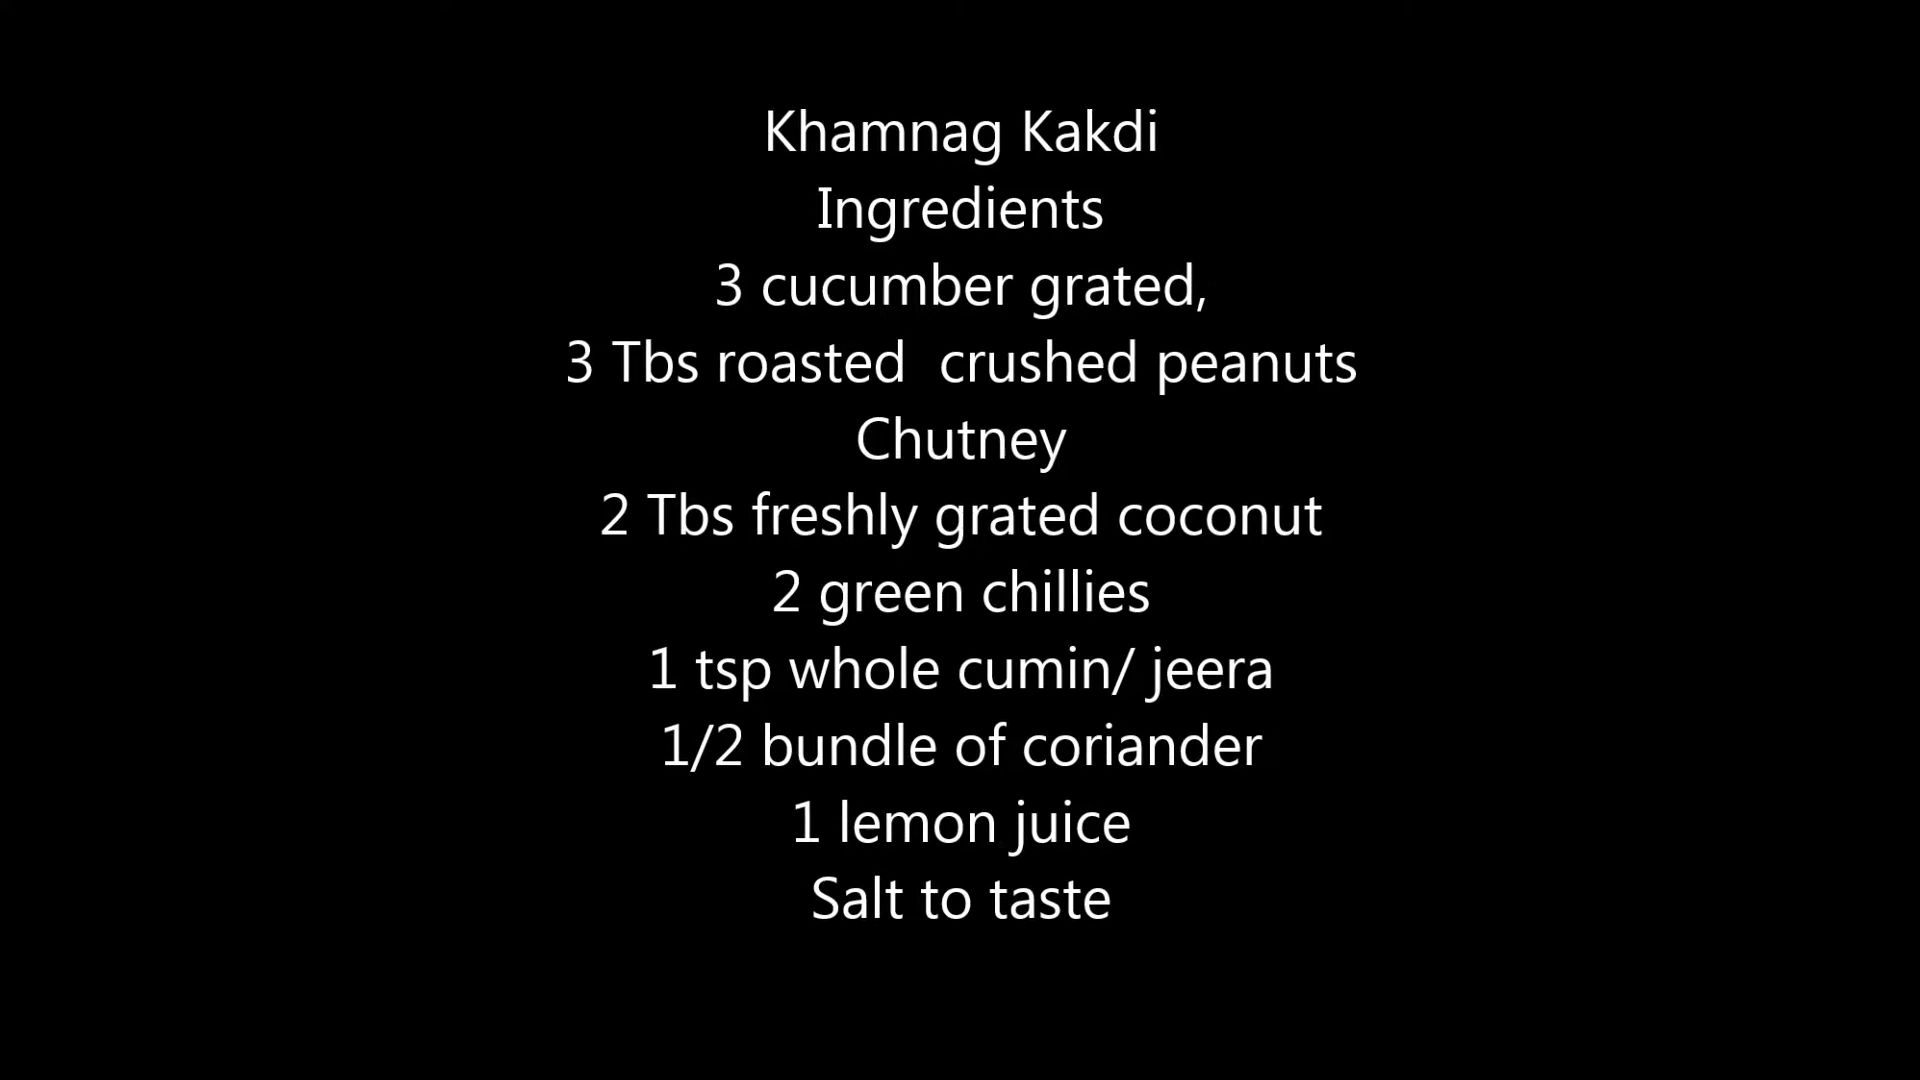 Khamnag Kakdi
Ingredients
3 cucumber grated,
3 Tbs roasted  crushed peanuts
Chutney
2 Tbs freshly grated coconut
2 green chillies
1 tsp whole cumin/ jeera
1/2 bundle of coriander
1 lemon juice
Salt to taste